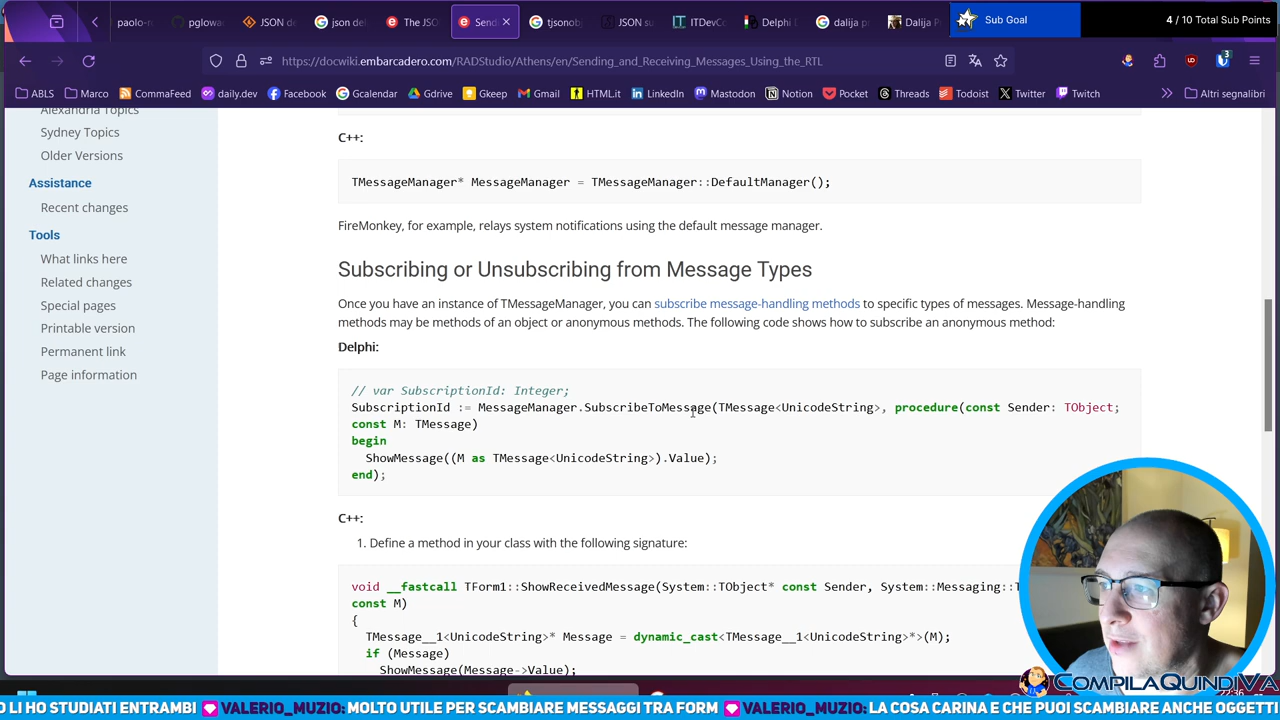 paolo-r
pglowa
JSON de
json del
The JSO
Send
tjsonobj
JSON su
ITDevCo
Delphi
dalija p
Dalija P
Sub Goal
4 / 10 Total Sub Points
https://docwiki.embarcadero.com/RADStudio/Athens/en/Sending_and_Receiving_Messages_Using_the_RTL
3
ABLS
Marco
CommaFeed
daily.dev
Facebook
Gcalendar
Gdrive
Gkeep
Gmail
HTML.it
LinkedIn
Mastodon
Notion
Pocket
Threads
Todoist
Twitter
Twitch
Altri segnalibri
Alexandria Topics
Sydney Topics
Older Versions
Assistance
Recent changes
Tools
What links here
Related changes
Special pages
Printable version
Permanent link
Page information
C++:
TMessageManager* MessageManager = TMessageManager::DefaultManager();
FireMonkey, for example, relays system notifications using the default message manager.
Subscribing or Unsubscribing from Message Types
Once you have an instance of TMessageManager, you can subscribe message-handling methods to specific types of messages. Message-handling
methods may be methods of an object or anonymous methods. The following code shows how to subscribe an anonymous method:
Delphi:
// var SubscriptionId: Integer;
SubscriptionId := MessageManager.SubscribeToMessage(TMessage<UnicodeString>, procedure(const Sender: TObject;
const M: TMessage)
begin
ShowMessage((M as TMessage<UnicodeString>).Value);
end);
C++:
1. Define a method in your class with the following signature:
void __fastcall TForm1::ShowReceivedMessage(System::TObject* const Sender, System::Messaging::T
const M)
{
TMessage__1<UnicodeString>* Message = dynamic_cast<TMessage__1<UnicodeString>*>(M);
if (Message)
ShowMessage(Message->Value);
COMPILAQUINDIVA
22:36
O LI HO STUDIATI ENTRAMBI VALERIO_MUZIO: MOLTO UTILE PER SCAMBIARE MESSAGGI TRA FORM VALERIO_MUZIO: LA COSA CARINA E CHE PUOI SCAMBIARE ANCHE OGGETTI